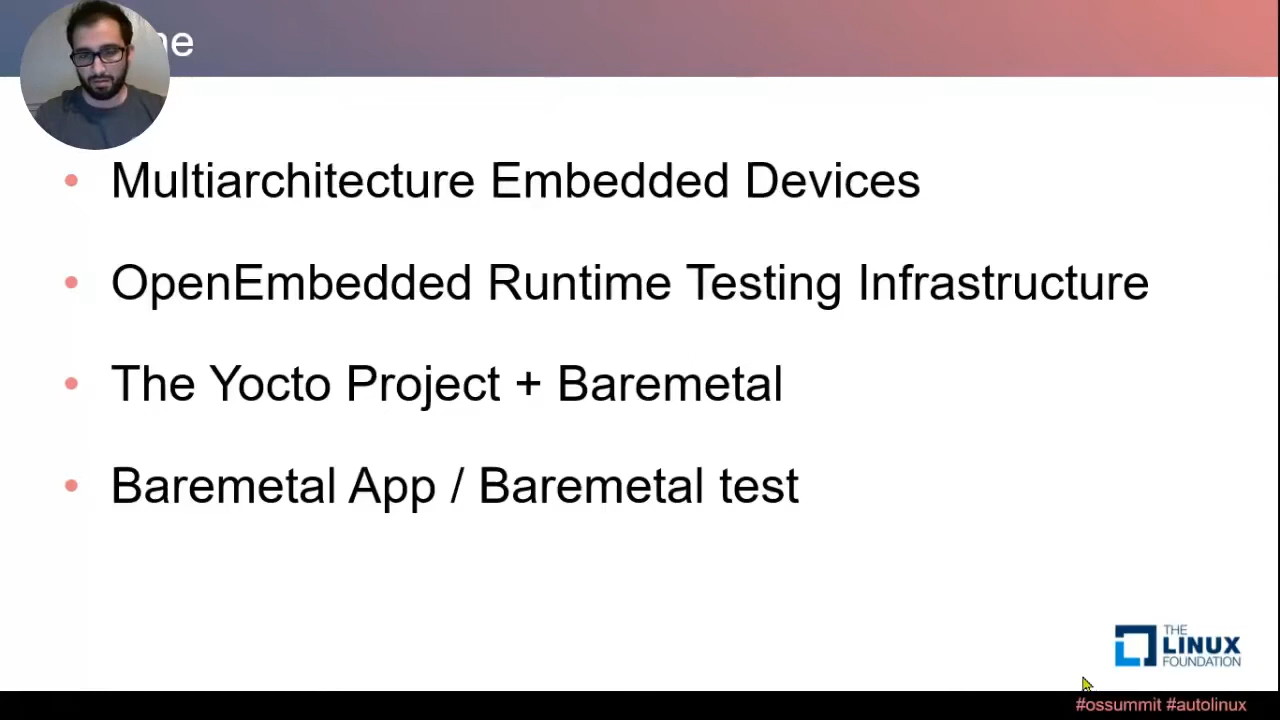 Multiarchitecture Embedded Devices
OpenEmbedded Runtime Testing Infrastructure
The Yocto Project + Baremetal
Baremetal App / Baremetal test
THE
LINUX
FOUNDATION
#ossummit #autolinux